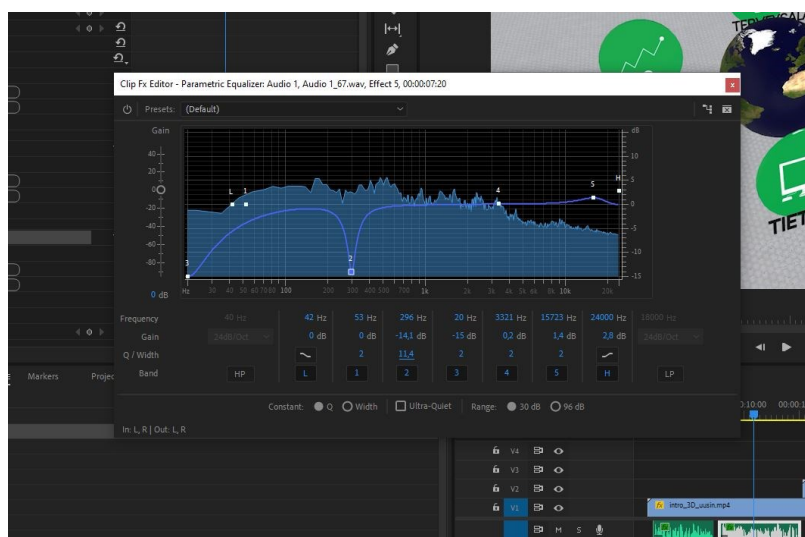 TERVEYSALA
Clip Fx Editor - Parametric Equalizer: Audio 1, Audio 1_67.wav, Effect 5, 00:00:07:20
x
Presets: (Default)
Gain
dB
40
20
0
-20
-40
-60
-80
0 dB
10
5
0
-5
-10
-15
L 1 2 3 4 5 H
Hz 30 40 50 60 70 80 100 200 300 400 500 700 1k 2k 3k 4k 5k 6k 8k 10k 20k
TIET
Frequency 40 Hz 42 Hz 53 Hz 296 Hz 20 Hz 3321 Hz 15723 Hz 24000 Hz 18000 Hz
Gain 24dB/Oct 0 dB 0 dB -14,1 dB -15 dB 0,2 dB 1,4 dB 2,8 dB 24dB/Oct
Q / Width 2 11,4 2 2 2
Band HP L 1 2 3 4 5 H LP
Constant: Q Width Ultra-Quiet Range: 30 dB 96 dB
In: L, R | Out: L, R
Markers Projec
0:10:00 00:00:1
V4
V3
V2
V1
fx intro_3D_uusin.mp4
M S